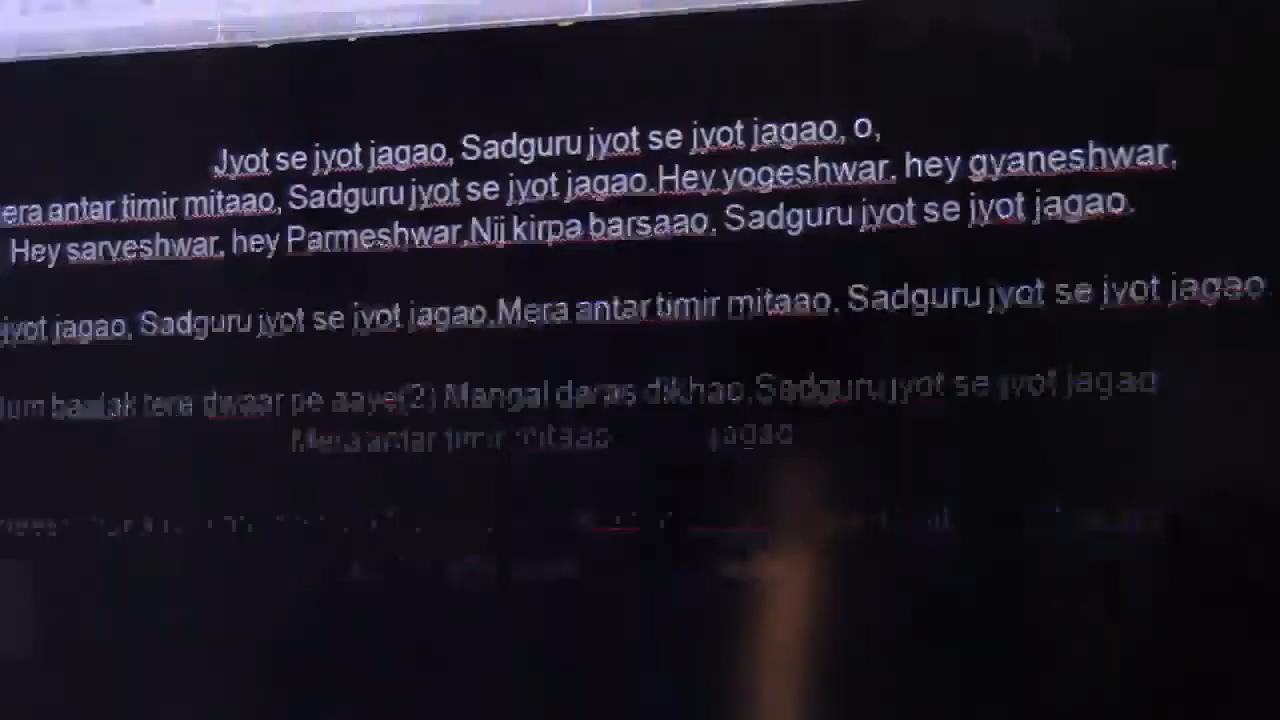 Jyot se jyot jagao, Sadguru jyot se jyot jagao, o,
era antar timir mitaao, Sadguru jyot se jyot jagao.Hey yogeshwar, hey gyaneshwar,
Hey sarveshwar, hey Parmeshwar,Nij kirpa barsaao, Sadguru jyot se jyot jagao.
jyot jagao, Sadguru jyot se jyot jagao.Mera antar timir mitaao, Sadguru jyot se jyot jagao.
baalak tere dwaar pe aaye(2) Mangal daras dikhao,Sadguru jyot se jyot jagao
Mera antar timir mitaao jagao